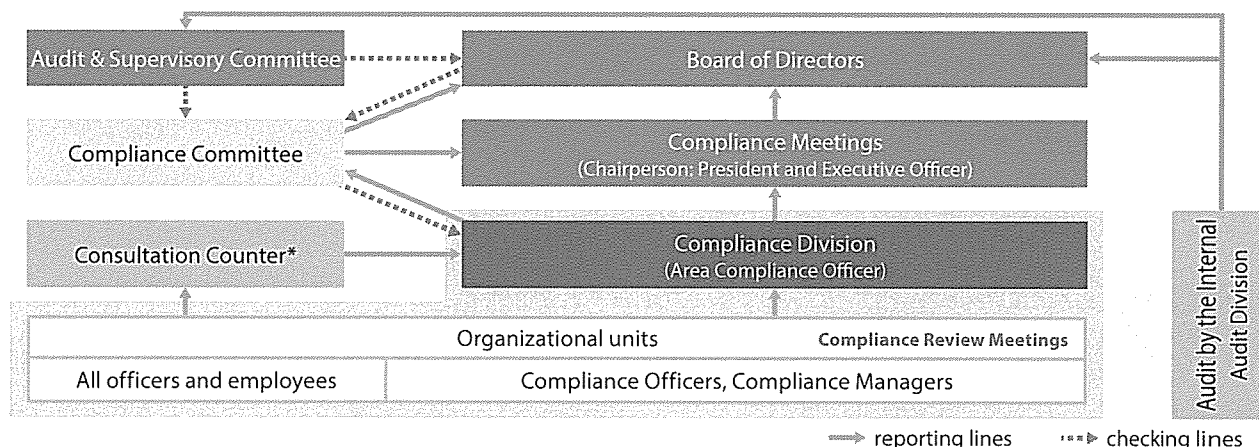 Audit & Supervisory Committee
Board of Directors
Compliance Committee
Compliance Meetings
(Chairperson: President and Executive Officer)
Consultation Counter*
Compliance Division
(Area Compliance Officer)
Organizational units
Compliance Review Meetings
All officers and employees
Compliance Officers, Compliance Managers
Audit by the Internal
Audit Division
reporting lines
checking lines